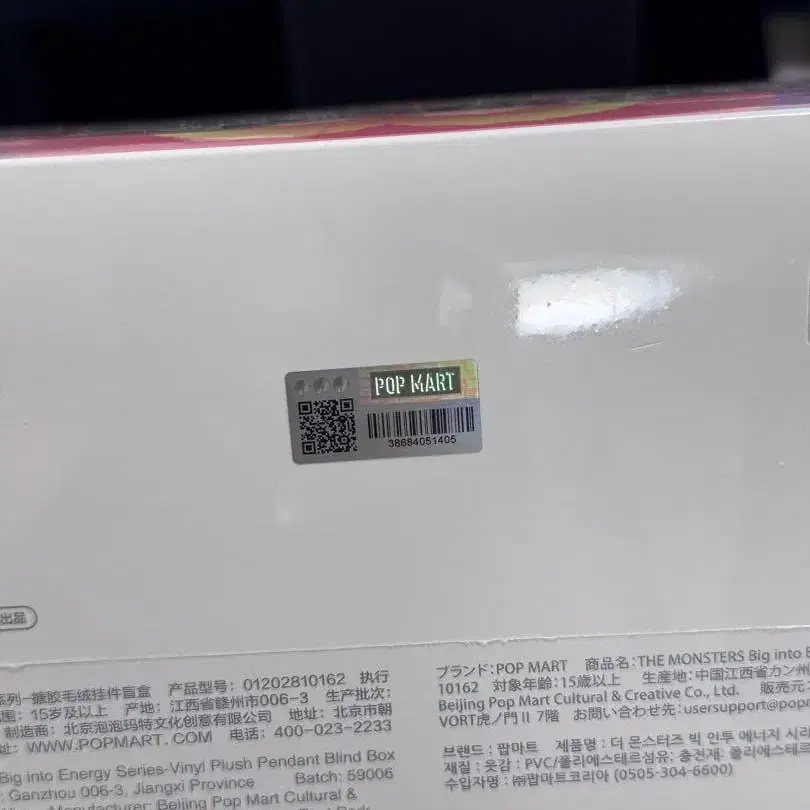 POP MART
38684051405
出品
系列-搪胶毛绒挂件盲盒 产品型号: 01202810162 执行
15岁及以上 产地: 江西省赣州市006-3 生产批次:
制造商: 北京泡泡玛特文化创意有限公司 地址: 北京市朝
址: WWW.POPMART.COM 电话: 400-023-2233
Big into Energy Series-Vinyl Plush Pendant Blind Box
Ganzhou 006-3, Jiangxi Province Batch: 59006
Manufacturer: Beijing Pop Mart Cultural &
ブランド:POP MART 商品名:THE MONSTERS Big into E
10162 対象年齢:15歳以上 生産地:中国江西省カン州
Beijing Pop Mart Cultural & Creative Co., Ltd. 販売元
VORT虎ノ門Ⅱ 7階 お問い合わせ先:usersupport@popm
브랜드 : 팝마트 제품명 : 더 몬스터즈 빅 인투 에너지 시리
재질 : 옷감 : PVC/폴리에스테르섬유: 충전재: 폴리에스테르
수입자명 : ㈜팝마트코리아 (0505-304-6600)